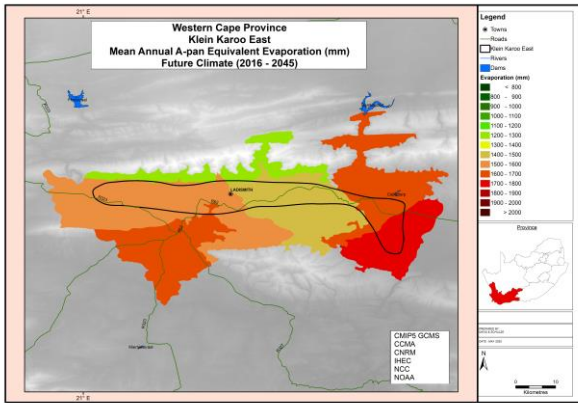 Western Cape Province
Klein Karoo East
Mean Annual A-pan Equivalent Evaporation (mm)
Future Climate (2016 - 2045)
21° E
LADISMITH
CMIP5 GCMS
CCMA
CNRM
IHEC
NCC
NOAA
21° E
Legend
Towns
Roads
Klein Karoo East
Rivers
Dams
Evaporation (mm)
< 800
800 - 900
900 - 1000
1000 - 1100
1100 - 1200
1200 - 1300
1300 - 1400
1400 - 1500
1500 - 1600
1600 - 1700
1700 - 1800
1800 - 1900
1900 - 2000
> 2000
Province
N
0
10
Kilometres